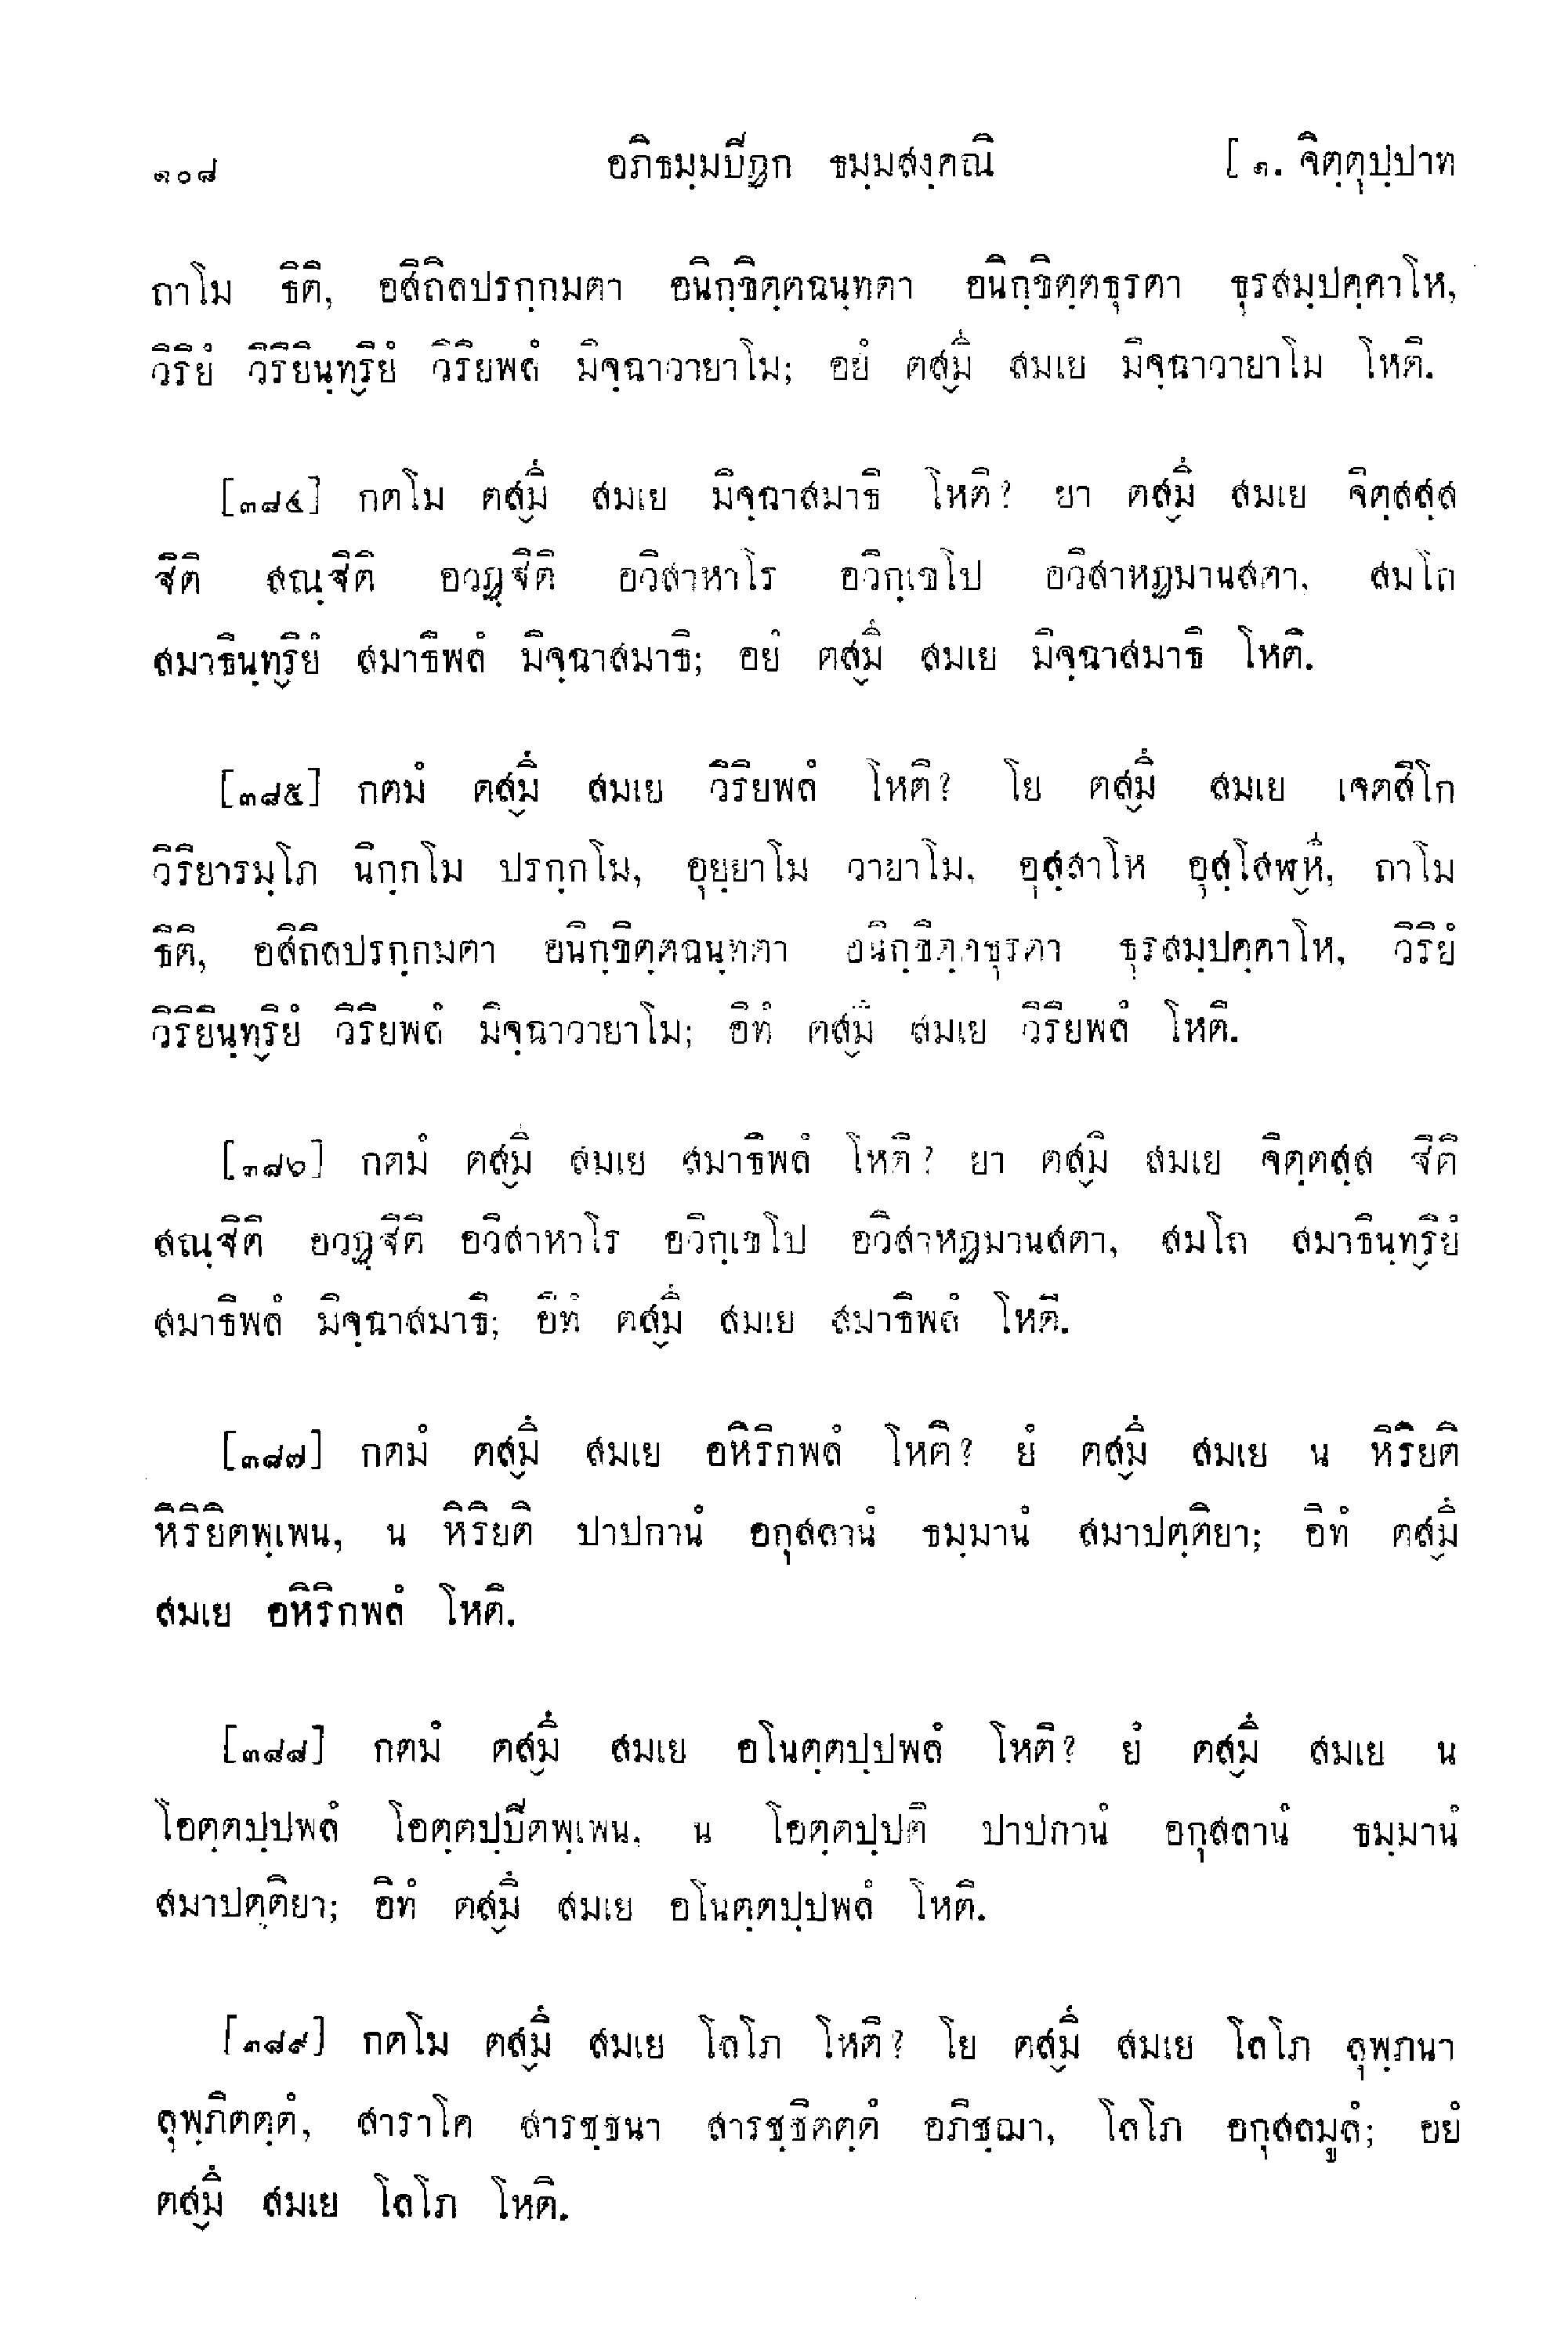 ๑๐๘ อภิธมฺมปิฏก ธมฺมสงฺคณิ [ ๑. จิตฺตุปฺปาท
ถาโม ธิติ, อสิถิลปรกฺกมตา อนิกฺขิตฺตฉนฺทตา อนิกฺขิตฺตธุรตา ธุรสมฺปคฺคาโห,
วิริยํ วิริยินฺทฺริยํ วิริยพลํ มิจฺฉาวายาโม; อยํ ตสฺมิํ สมเย มิจฺฉาวายาโม โหติ.
[๓๘๔] กตโม ตสฺมิํ สมเย มิจฺฉาสมาธิ โหติ? ยา ตสฺมิํ สมเย จิตฺสสฺส
ฐิติ สณฺฐิติ อวฏฺฐิติ อวิสาหาโร อวิกฺเขโป อวิสาหฏมานสตา, สมโถ
สมาธินฺทฺริยํ สมาธิพลํ มิจฺฉาสมาธิ; อยํ ตสฺมิํ สมเย มิจฺฉาสมาธิ โหติ.
[๓๘๕] กตมํ ตสฺมิํ สมเย วิริยพลํ โหติ? โย ตสฺมิํ สมเย เจตสิโก
วิริยารมฺโภ นิกฺกโม ปรกฺกโม, อุยฺยาโม วายาโม, อุสฺสาโห อุสฺโสฬฺหิํ, ถาโม
ธิติ, อสิถิลปรกฺกมตา อนิกฺขิตฺตฉนฺทตา อนิกฺขิตฺตธุรตา ธุรสมฺปคฺคาโห, วิริยํ
วิริยินฺทฺริยํ วิริยพลํ มิจฺฉาวายาโม; อิทํ ตสฺมิํ สมเย วิริยพลํ โหติ.
[๓๘๖] กตมํ ตสฺมิํ สมเย สมาธิพลํ โหติ? ยา ตสฺมิํ สมเย จิตฺตสฺส ฐิติ
สณฺฐิติ อวฏฺฐิติ อวิสาหาโร อวิกฺเขโป อวิสาหฏมานสตา, สมโถ สมาธินฺทฺริยํ
สมาธิพลํ มิจฺฉาสมาธิ; อิทํ ตสฺมิํ สมเย สมาธิพลํ โหติ.
[๓๘๗] กตมํ ตสฺมิํ สมเย อหิริกพลํ โหติ? ยํ ตสฺมิํ สมเย น หิริยติ
หิริยิตพฺเพน, น หิริยติ ปาปกานํ อกุสลานํ ธมฺมานํ สมาปตฺติยา; อิทํ ตสฺมิํ
สมเย อหิริกพลํ โหติ.
[๓๘๘] กตมํ ตสฺมิํ สมเย อโนตฺตปฺปพลํ โหติ? ยํ ตสฺมิํ สมเย น
โอตฺตปฺปพลํ โอตฺตปฺปิตพฺเพน, น โอตฺตปฺปติ ปาปกานํ อกุสลานํ ธมฺมานํ
สมาปตฺติยา; อิทํ ตสฺมิํ สมเย อโนตฺตปฺปพลํ โหติ.
[๓๘๙] กตโม ตสฺมิํ สมเย โลโภ โหติ? โย ตสฺมิํ สมเย โลโภ ลุพฺภนา
ลุพฺภิตตฺตํ, สาราโค สารชฺชนา สารชฺชิตตฺตํ อภิชฺฌา, โลโภ อกุสลมูลํ; อยํ
ตสฺมิํ สมเย โลโภ โหติ.